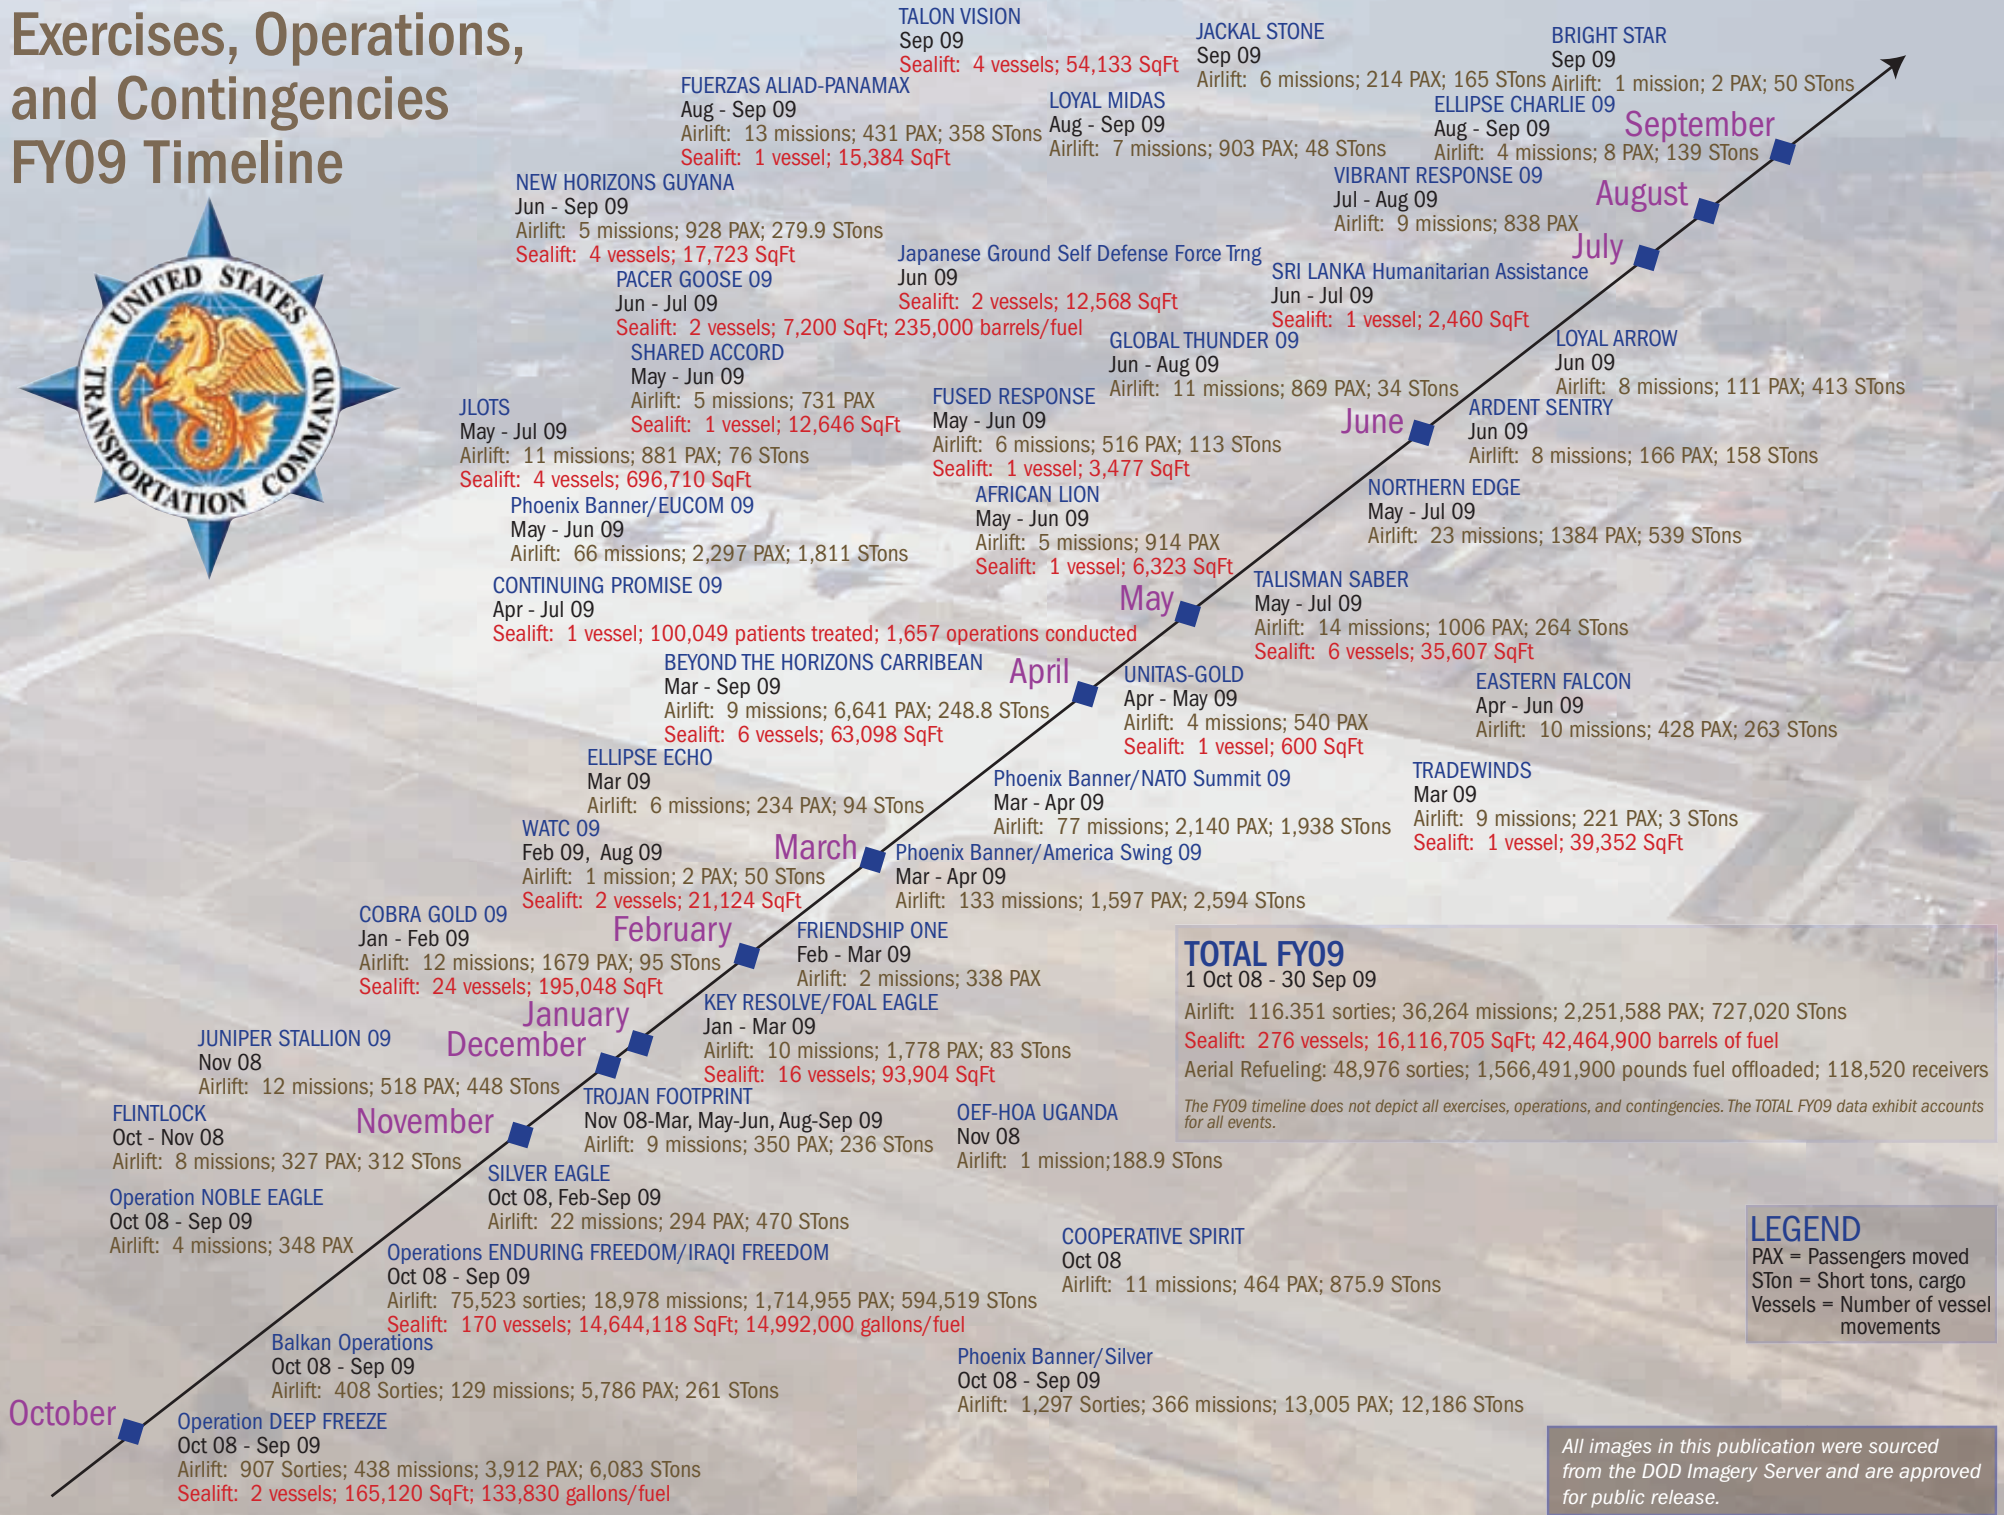 Exercises, Operations,
and Contingencies
FY09 Timeline
UNITED STATES
TRANSPORTATION COMMAND
TALON VISION
Sep 09
Sealift: 4 vessels; 54,133 SqFt
JACKAL STONE
Sep 09
Airlift: 6 missions; 214 PAX; 165 STons
BRIGHT STAR
Sep 09
Airlift: 1 mission; 2 PAX; 50 STons
FUERZAS ALIAD-PANAMAX
Aug - Sep 09
Airlift: 13 missions; 431 PAX; 358 STons
Sealift: 1 vessel; 15,384 SqFt
LOYAL MIDAS
Aug - Sep 09
Airlift: 7 missions; 903 PAX; 48 STons
ELLIPSE CHARLIE 09
Aug - Sep 09
Airlift: 4 missions; 8 PAX; 139 STons
September
NEW HORIZONS GUYANA
Jun - Sep 09
Airlift: 5 missions; 928 PAX; 279.9 STons
Sealift: 4 vessels; 17,723 SqFt
VIBRANT RESPONSE 09
Jul - Aug 09
Airlift: 9 missions; 838 PAX
August
July
Japanese Ground Self Defense Force Trng
Jun 09
Sealift: 2 vessels; 12,568 SqFt
SRI LANKA Humanitarian Assistance
Jun - Jul 09
Sealift: 1 vessel; 2,460 SqFt
PACER GOOSE 09
Jun - Jul 09
Sealift: 2 vessels; 7,200 SqFt; 235,000 barrels/fuel
GLOBAL THUNDER 09
Jun - Aug 09
Airlift: 11 missions; 869 PAX; 34 STons
LOYAL ARROW
Jun 09
Airlift: 8 missions; 111 PAX; 413 STons
SHARED ACCORD
May - Jun 09
Airlift: 5 missions; 731 PAX
Sealift: 1 vessel; 12,646 SqFt
FUSED RESPONSE
May - Jun 09
Airlift: 6 missions; 516 PAX; 113 STons
Sealift: 1 vessel; 3,477 SqFt
June
ARDENT SENTRY
Jun 09
Airlift: 8 missions; 166 PAX; 158 STons
JLOTS
May - Jul 09
Airlift: 11 missions; 881 PAX; 76 STons
Sealift: 4 vessels; 696,710 SqFt
AFRICAN LION
May - Jun 09
Airlift: 5 missions; 914 PAX
Sealift: 1 vessel; 6,323 SqFt
NORTHERN EDGE
May - Jul 09
Airlift: 23 missions; 1384 PAX; 539 STons
Phoenix Banner/EUCOM 09
May - Jun 09
Airlift: 66 missions; 2,297 PAX; 1,811 STons
CONTINUING PROMISE 09
Apr - Jul 09
Sealift: 1 vessel; 100,049 patients treated; 1,657 operations conducted
May
TALISMAN SABER
May - Jul 09
Airlift: 14 missions; 1006 PAX; 264 STons
Sealift: 6 vessels; 35,607 SqFt
BEYOND THE HORIZONS CARRIBEAN
Mar - Sep 09
Airlift: 9 missions; 6,641 PAX; 248.8 STons
Sealift: 6 vessels; 63,098 SqFt
April
UNITAS-GOLD
Apr - May 09
Airlift: 4 missions; 540 PAX
Sealift: 1 vessel; 600 SqFt
EASTERN FALCON
Apr - Jun 09
Airlift: 10 missions; 428 PAX; 263 STons
ELLIPSE ECHO
Mar 09
Airlift: 6 missions; 234 PAX; 94 STons
Phoenix Banner/NATO Summit 09
Mar - Apr 09
Airlift: 77 missions; 2,140 PAX; 1,938 STons
TRADEWINDS
Mar 09
Airlift: 9 missions; 221 PAX; 3 STons
Sealift: 1 vessel; 39,352 SqFt
WATC 09
Feb 09, Aug 09
Airlift: 1 mission; 2 PAX; 50 STons
Sealift: 2 vessels; 21,124 SqFt
March
Phoenix Banner/America Swing 09
Mar - Apr 09
Airlift: 133 missions; 1,597 PAX; 2,594 STons
COBRA GOLD 09
Jan - Feb 09
Airlift: 12 missions; 1679 PAX; 95 STons
Sealift: 24 vessels; 195,048 SqFt
February
FRIENDSHIP ONE
Feb - Mar 09
Airlift: 2 missions; 338 PAX
January
KEY RESOLVE/FOAL EAGLE
Jan - Mar 09
Airlift: 10 missions; 1,778 PAX; 83 STons
Sealift: 16 vessels; 93,904 SqFt
TOTAL FY09
1 Oct 08 - 30 Sep 09
Airlift: 116.351 sorties; 36,264 missions; 2,251,588 PAX; 727,020 STons
Sealift: 276 vessels; 16,116,705 SqFt; 42,464,900 barrels of fuel
Aerial Refueling: 48,976 sorties; 1,566,491,900 pounds fuel offloaded; 118,520 receivers
The FY09 timeline does not depict all exercises, operations, and contingencies. The TOTAL FY09 data exhibit accounts
for all events.
JUNIPER STALLION 09
Nov 08
Airlift: 12 missions; 518 PAX; 448 STons
December
TROJAN FOOTPRINT
Nov 08-Mar, May-Jun, Aug-Sep 09
Airlift: 9 missions; 350 PAX; 236 STons
OEF-HOA UGANDA
Nov 08
Airlift: 1 mission;188.9 STons
FLINTLOCK
Oct - Nov 08
Airlift: 8 missions; 327 PAX; 312 STons
November
SILVER EAGLE
Oct 08, Feb-Sep 09
Airlift: 22 missions; 294 PAX; 470 STons
Operation NOBLE EAGLE
Oct 08 - Sep 09
Airlift: 4 missions; 348 PAX
Operations ENDURING FREEDOM/IRAQI FREEDOM
Oct 08 - Sep 09
Airlift: 75,523 sorties; 18,978 missions; 1,714,955 PAX; 594,519 STons
Sealift: 170 vessels; 14,644,118 SqFt; 14,992,000 gallons/fuel
COOPERATIVE SPIRIT
Oct 08
Airlift: 11 missions; 464 PAX; 875.9 STons
LEGEND
PAX = Passengers moved
STon = Short tons, cargo
Vessels = Number of vessel
movements
Balkan Operations
Oct 08 - Sep 09
Airlift: 408 Sorties; 129 missions; 5,786 PAX; 261 STons
Phoenix Banner/Silver
Oct 08 - Sep 09
Airlift: 1,297 Sorties; 366 missions; 13,005 PAX; 12,186 STons
October
Operation DEEP FREEZE
Oct 08 - Sep 09
Airlift: 907 Sorties; 438 missions; 3,912 PAX; 6,083 STons
Sealift: 2 vessels; 165,120 SqFt; 133,830 gallons/fuel
All images in this publication were sourced
from the DOD Imagery Server and are approved
for public release.